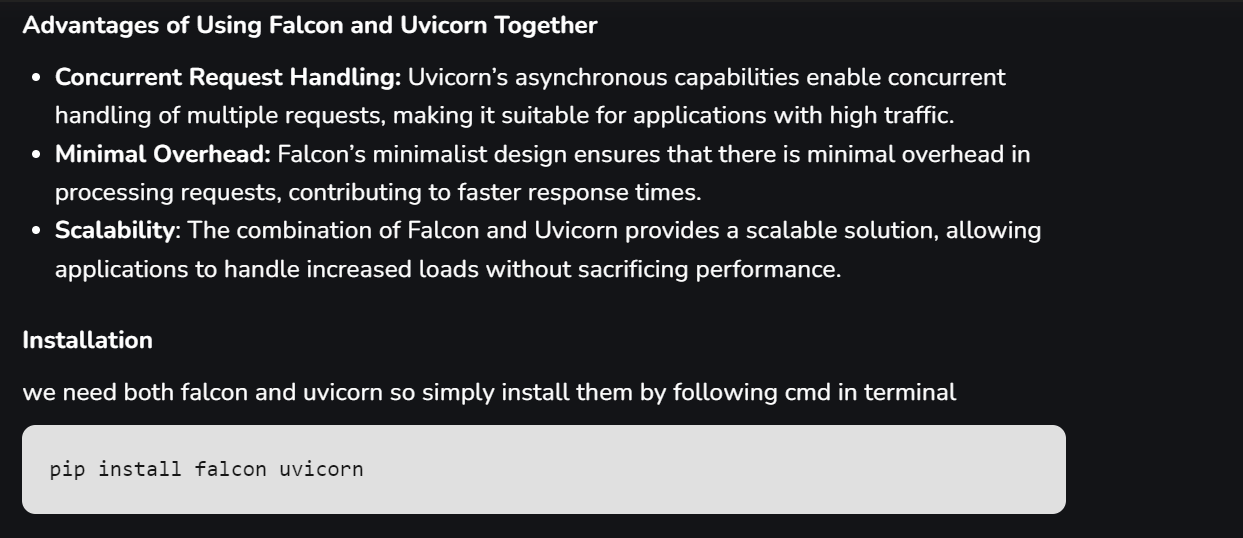 Advantages of Using Falcon and Uvicorn Together
• Concurrent Request Handling: Uvicorn’s asynchronous capabilities enable concurrent
handling of multiple requests, making it suitable for applications with high traffic.
• Minimal Overhead: Falcon’s minimalist design ensures that there is minimal overhead in
processing requests, contributing to faster response times.
• Scalability: The combination of Falcon and Uvicorn provides a scalable solution, allowing
applications to handle increased loads without sacrificing performance.
Installation
we need both falcon and uvicorn so simply install them by following cmd in terminal
pip install falcon uvicorn